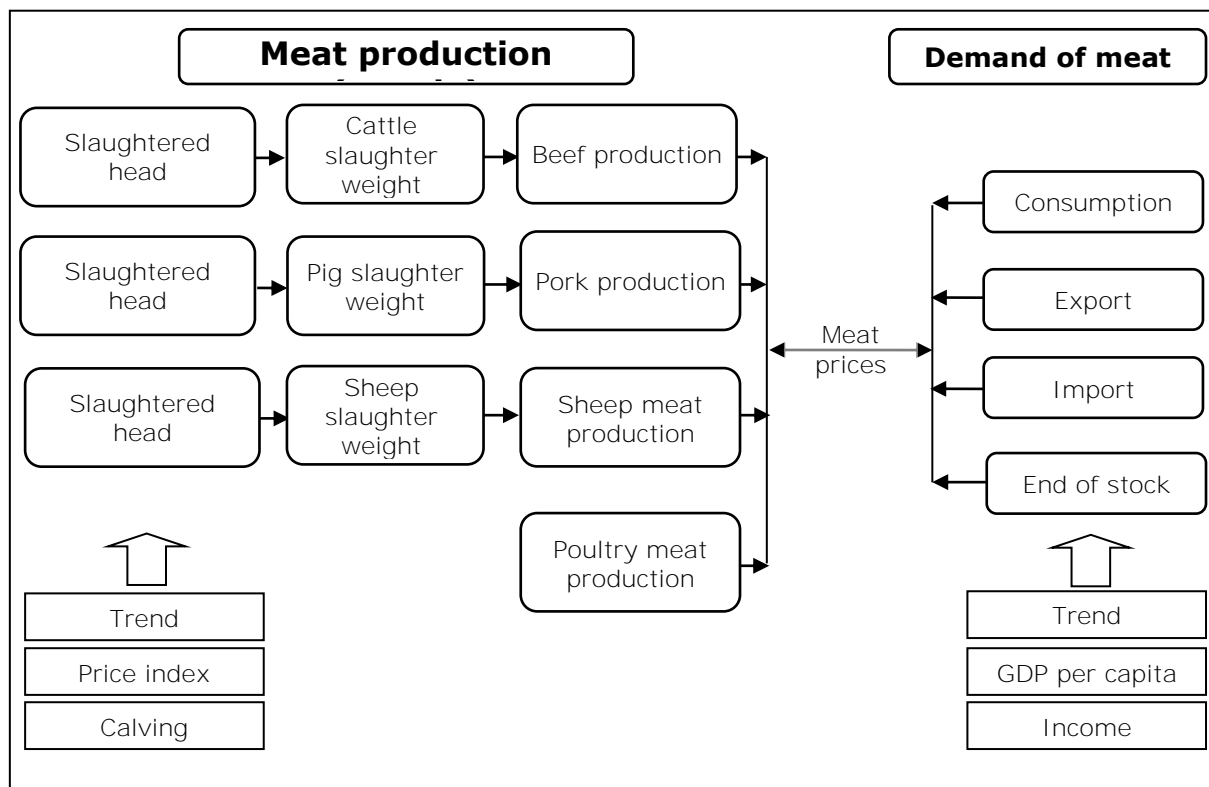 Meat production
Demand of meat
Slaughtered
head
Cattle
slaughter
weight
Beef production
Slaughtered
head
Pig slaughter
weight
Pork production
Slaughtered
head
Sheep
slaughter
weight
Sheep meat
production
Poultry meat
production
Meat
prices
Consumption
Export
Import
End of stock
Trend
Price index
Calving
Trend
GDP per capita
Income